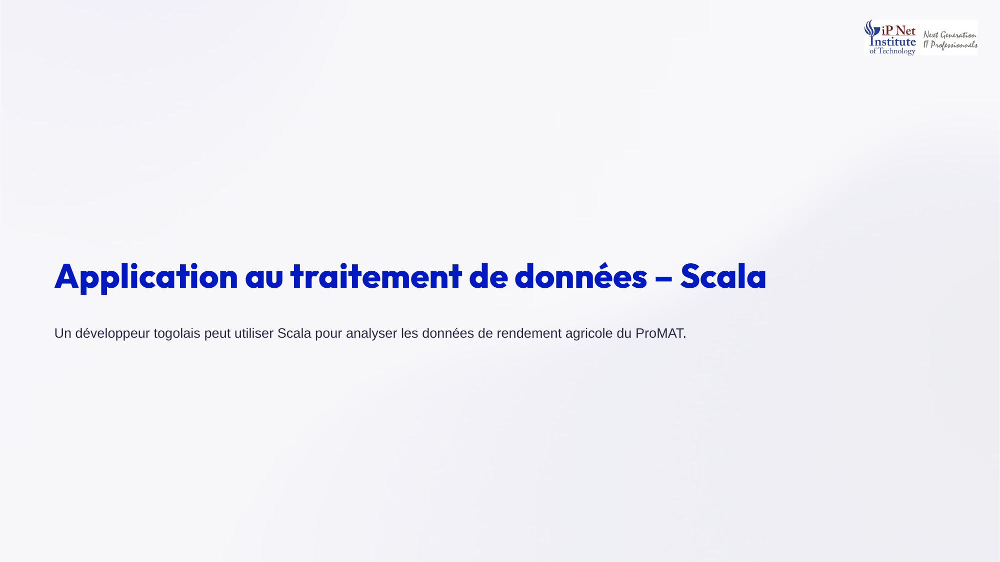 iP Net
Institute
of Technology
Next Generation
IT Professionnels
Application au traitement de données – Scala
Un développeur togolais peut utiliser Scala pour analyser les données de rendement agricole du ProMAT.